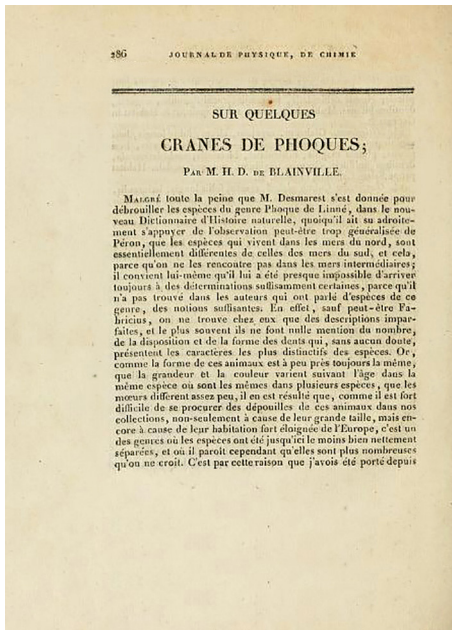 286 JOURNAL DE PHYSIQUE, DE CHIMIE
SUR QUELQUES
CRANES DE PHOQUES;
PAR M. H. D. DE BLAINVILLE.
MALGRÉ toute la peine que M. Desmarest s'est donnée pour
débrouiller les espèces du genre Phoque de Linné, dans le nou-
veau Dictionnaire d'Histoire naturelle, quoiqu'il ait su adroite-
ment s'appuyer de l'observation peut-être trop généralisée de
Péron, que les espèces qui vivent dans les mers du nord, sont
essentiellement différentes de celles des mers du sud, et cela,
parce qu'on ne les rencontre pas dans les mers intermédiaires;
il convient lui-même qu'il lui a été presque impossible d'arriver
toujours à des déterminations suffisamment certaines, parce qu'il
n'a pas trouvé dans les auteurs qui ont parlé d'espèces de ce
genre, des notions suffisantes. En effet, sauf peut-être Fa-
bricius, on ne trouve chez eux que des descriptions impar-
faites, et le plus souvent ils ne font nulle mention du nombre,
de la disposition et de la forme des dents qui, sans aucun doute,
présentent les caractères les plus distinctifs des espèces. Or,
comme la forme de ces animaux est à peu près toujours la même,
que la grandeur et la couleur varient suivant l'âge dans la
même espèce ou sont les mêmes dans plusieurs espèces, que les
mœurs diffèrent assez peu, il en est résulté que, comme il est fort
difficile de se procurer des dépouilles de ces animaux dans nos
collections, non-seulement à cause de leur grande taille, mais en-
core à cause de leur habitation fort éloignée de l'Europe, c'est un
des genres où les espèces ont été jusqu'ici le moins bien nettement
séparées, et où il paroît cependant qu'elles sont plus nombreuses
qu'on ne croit. C'est par cette raison que j'avois été porté depuis